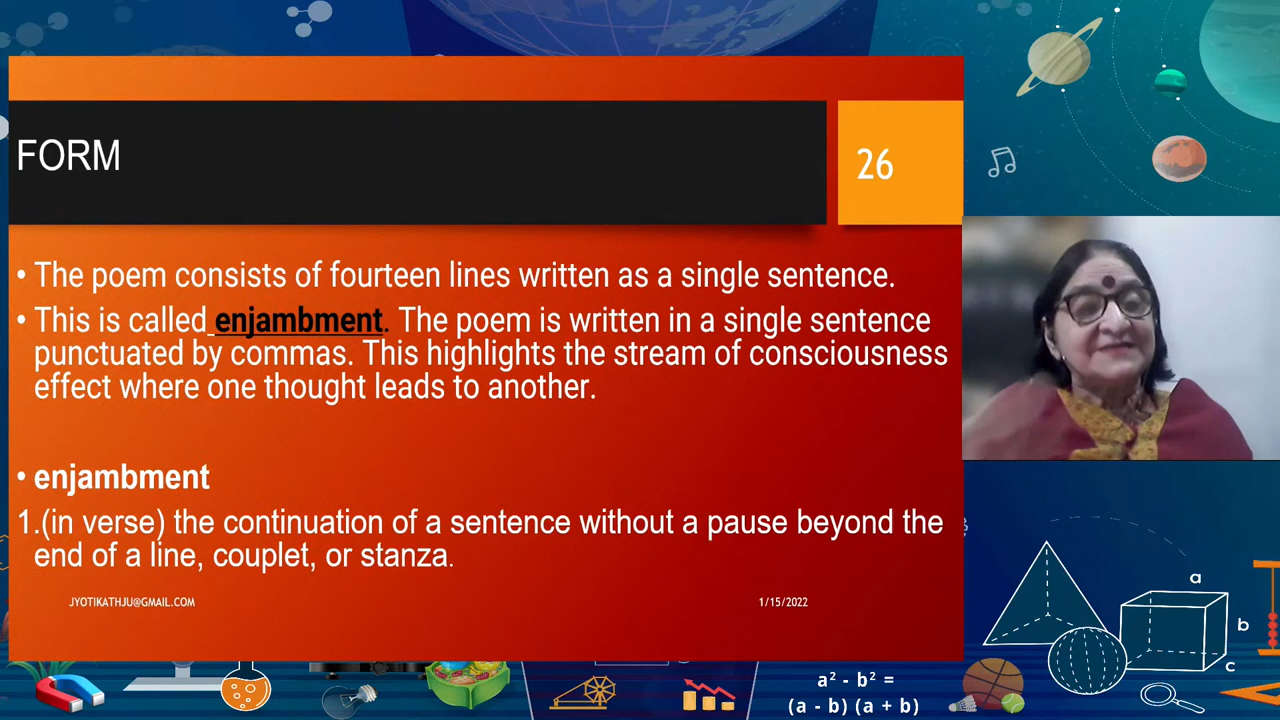 FORM
26
• The poem consists of fourteen lines written as a single sentence.
• This is called enjambment. The poem is written in a single sentence
punctuated by commas. This highlights the stream of consciousness
effect where one thought leads to another.
• enjambment
1.(in verse) the continuation of a sentence without a pause beyond the
end of a line, couplet, or stanza.
JYOTIKATHJU@GMAIL.COM
1/15/2022
a
b
c
a² - b² =
(a - b) (a + b)